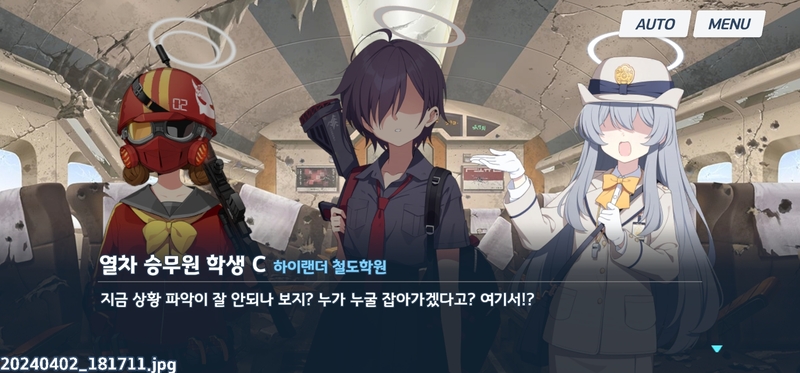 AUTO MENU
02
열차 승무원 학생 C 하이랜더 철도학원
지금 상황 파악이 잘 안되나 보지? 누가 누굴 잡아가겠다고? 여기서!?
20240402_181711.jpg